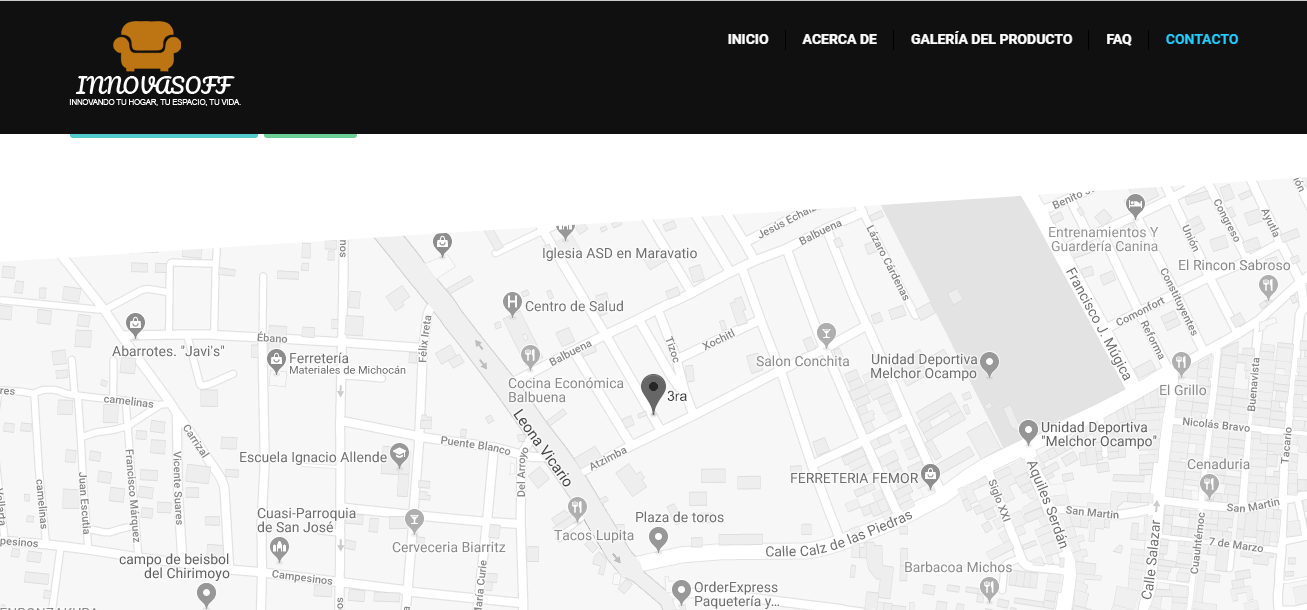 INICIO
ACERCA DE
GALERÍA DEL PRODUCTO
FAQ
CONTACTO
INNOVASOFF
INNOVANDO TU HOGAR, TU ESPACIO, TU VIDA.
Jesús Echaiz
Balbuena
Lázaro Cárdenas
Entrenamientos Y
Guardería Canina
Unión
Congreso
Ayutla
Iglesia ASD en Maravatio
El Rincon Sabroso
Francisco J. Múgica
Constituyentes
Comonfort
Reforma
Centro de Salud
Abarrotes. "Javi's"
Ébano
Félix Ireta
Ferretería
Materiales de Michocán
Balbuena
Tizoc
Xochitl
Salon Conchita
Unidad Deportiva
Melchor Ocampo
Cocina Económica
Balbuena
3ra
El Grillo
Buenavista
camelinas
Carrizal
Leona Vicario
Unidad Deportiva
"Melchor Ocampo"
Nicolás Bravo
Tacario
Puente Blanco
Atzimba
Escuela Ignacio Allende
Del Arroyo
FERRETERIA FEMOR
Cenaduria
Aquiles Serdán
Siglo XXI
camelinas
Juan Escutia
Francisco Márquez
Vicente Suares
Cuasi-Parroquia
de San José
Cerveceria Biarritz
Tacos Lupita
Plaza de toros
Calle Calz de las Piedras
San Martin
San Martin
Calle Salazar
Cuauhtémoc
7 de Marzo
campo de beisbol
del Chirimoyo
Campesinos
María Curie
OrderExpress
Paquetería y...
Barbacoa Michos